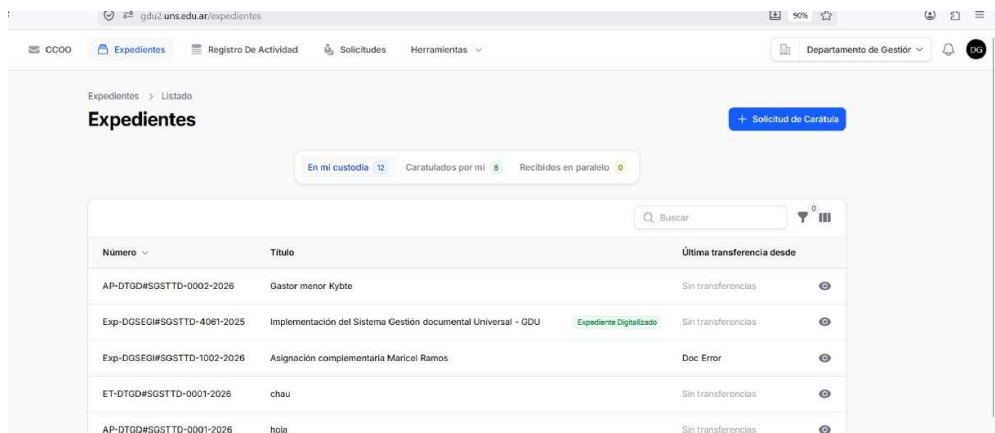 gdu2.uns.edu.ar/expedientes 90%
CCOO Expedientes Registro De Actividad Solicitudes Herramientas Departamento de Gestiór DG
Expedientes > Listado
Expedientes
+ Solicitud de Carátula
En mi custodia 12 Caratulados por mi 8 Recibidos en paralelo 0
Buscar 0
Número Título Última transferencia desde
AP-DTGD#SGSTTD-0002-2026 Gastor menor Kybte Sin transferencias
Exp-DGSEGI#SGSTTD-4061-2025 Implementación del Sistema Gestión documental Universal - GDU Expediente Digitalizado Sin transferencias
Exp-DGSEGI#SGSTTD-1002-2026 Asignación complementaria Maricel Ramos Doc Error
ET-DTGD#SGSTTD-0001-2026 chau Sin transferencias
AP-DTGD#SGSTTD-0001-2026 hola Sin transferencias